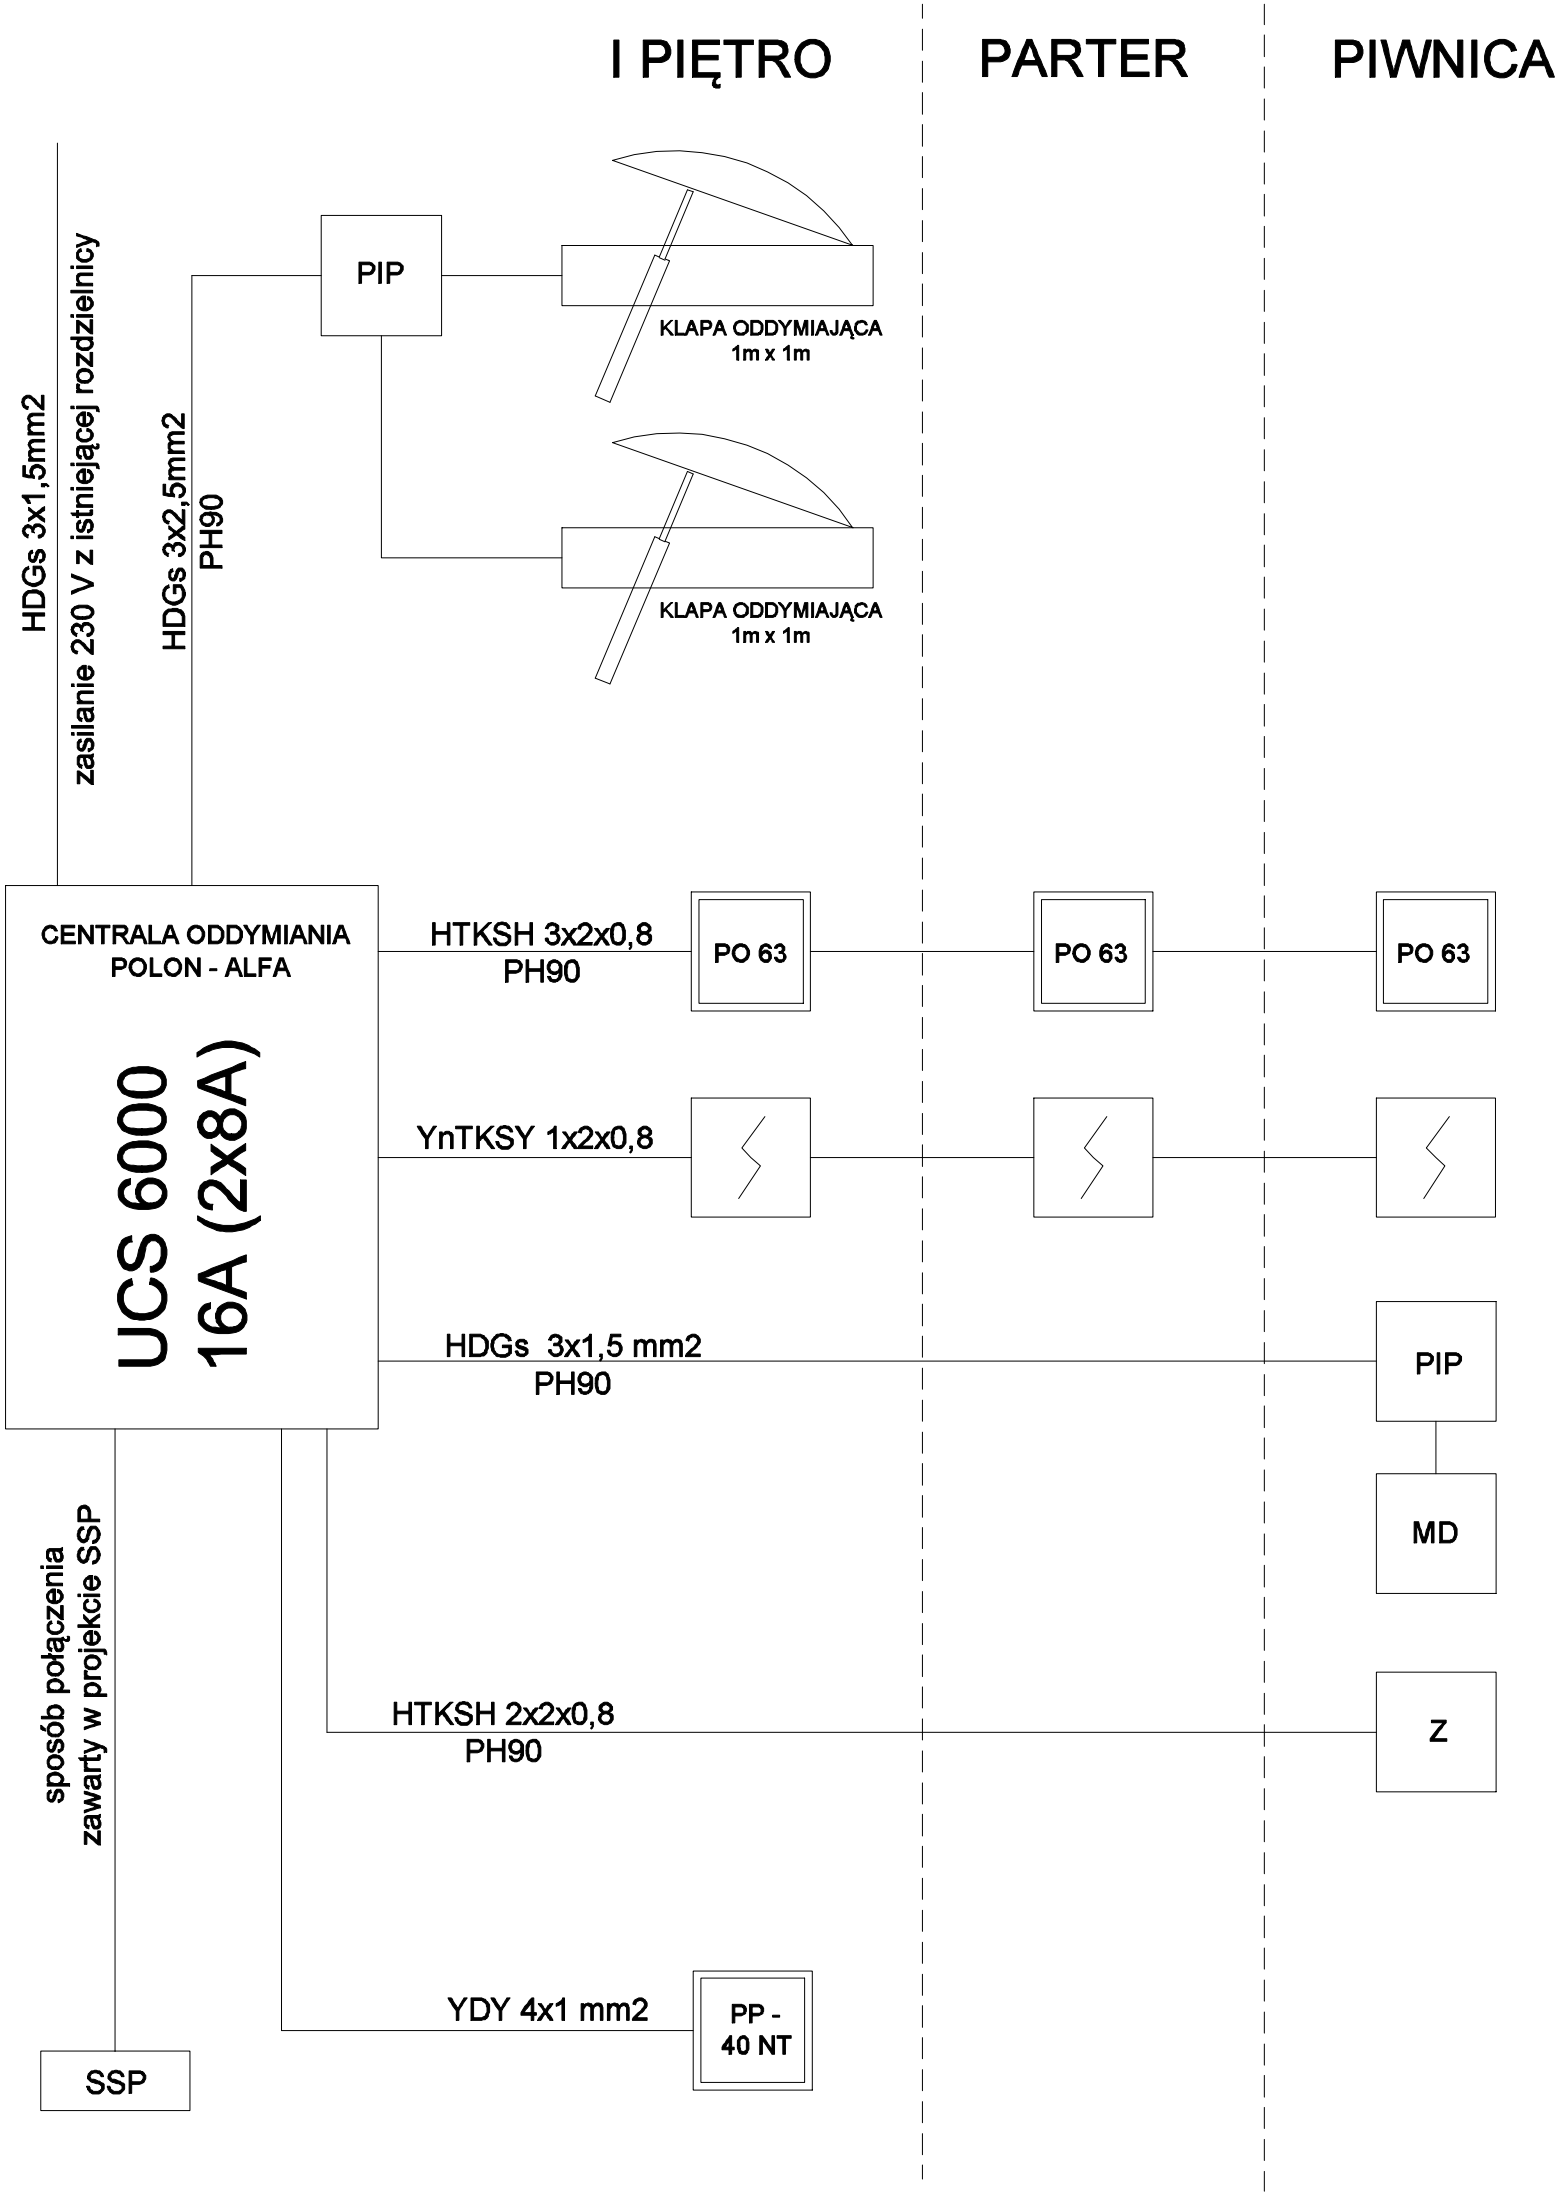 I PIĘTRO
PARTER
PIWNICA
HDGs 3x1,5mm2
zasilanie 230 V z istniejącej rozdzielnicy
HDGs 3x2,5mm2
PH90
PIP
KLAPA ODDYMIAJĄCA
1m x 1m
KLAPA ODDYMIAJĄCA
1m x 1m
CENTRALA ODDYMIANIA
POLON - ALFA
UCS 6000
16A (2x8A)
HTKSH 3x2x0,8
PH90
PO 63
PO 63
PO 63
YnTKSY 1x2x0,8
HDGs  3x1,5 mm2
PH90
PIP
MD
sposób połączenia
zawarty w projekcie SSP
HTKSH 2x2x0,8
PH90
Z
YDY 4x1 mm2
PP -
40 NT
SSP